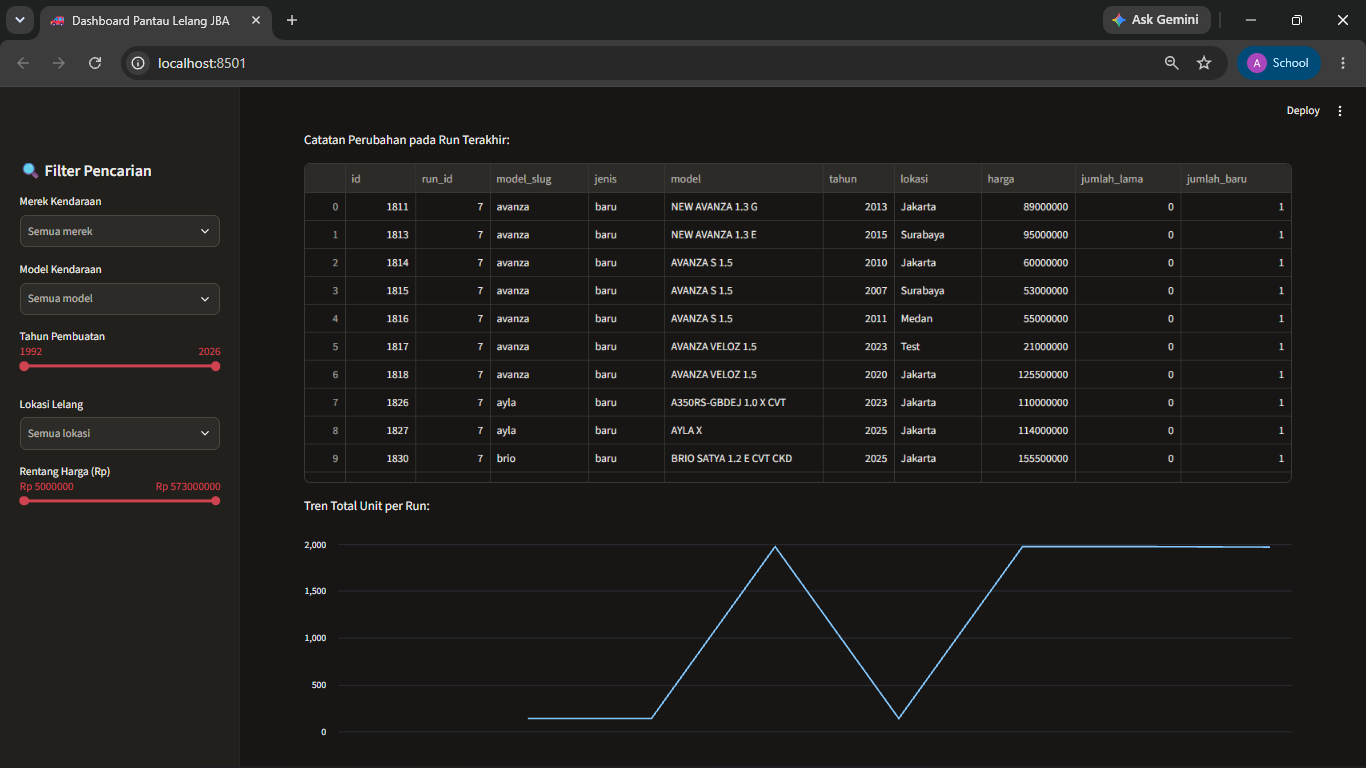 Dashboard Pantau Lelang JBA
Ask Gemini
localhost:8501
A School
Deploy
Filter Pencarian
Merek Kendaraan
Semua merek
Model Kendaraan
Semua model
Tahun Pembuatan
1992 2026
Lokasi Lelang
Semua lokasi
Rentang Harga (Rp)
Rp 5000000 Rp 573000000
Catatan Perubahan pada Run Terakhir:
id run_id model_slug jenis model tahun lokasi harga jumlah_lama jumlah_baru
0 1811 7 avanza baru NEW AVANZA 1.3 G 2013 Jakarta 89000000 0 1
1 1813 7 avanza baru NEW AVANZA 1.3 E 2015 Surabaya 95000000 0 1
2 1814 7 avanza baru AVANZA S 1.5 2010 Jakarta 60000000 0 1
3 1815 7 avanza baru AVANZA S 1.5 2007 Surabaya 53000000 0 1
4 1816 7 avanza baru AVANZA S 1.5 2011 Medan 55000000 0 1
5 1817 7 avanza baru AVANZA VELOZ 1.5 2023 Test 21000000 0 1
6 1818 7 avanza baru AVANZA VELOZ 1.5 2020 Jakarta 125500000 0 1
7 1826 7 ayla baru A350RS-GBDEJ 1.0 X CVT 2023 Jakarta 110000000 0 1
8 1827 7 ayla baru AYLA X 2025 Jakarta 114000000 0 1
9 1830 7 brio baru BRIO SATYA 1.2 E CVT CKD 2025 Jakarta 155500000 0 1
Tren Total Unit per Run:
2,000
1,500
1,000
500
0